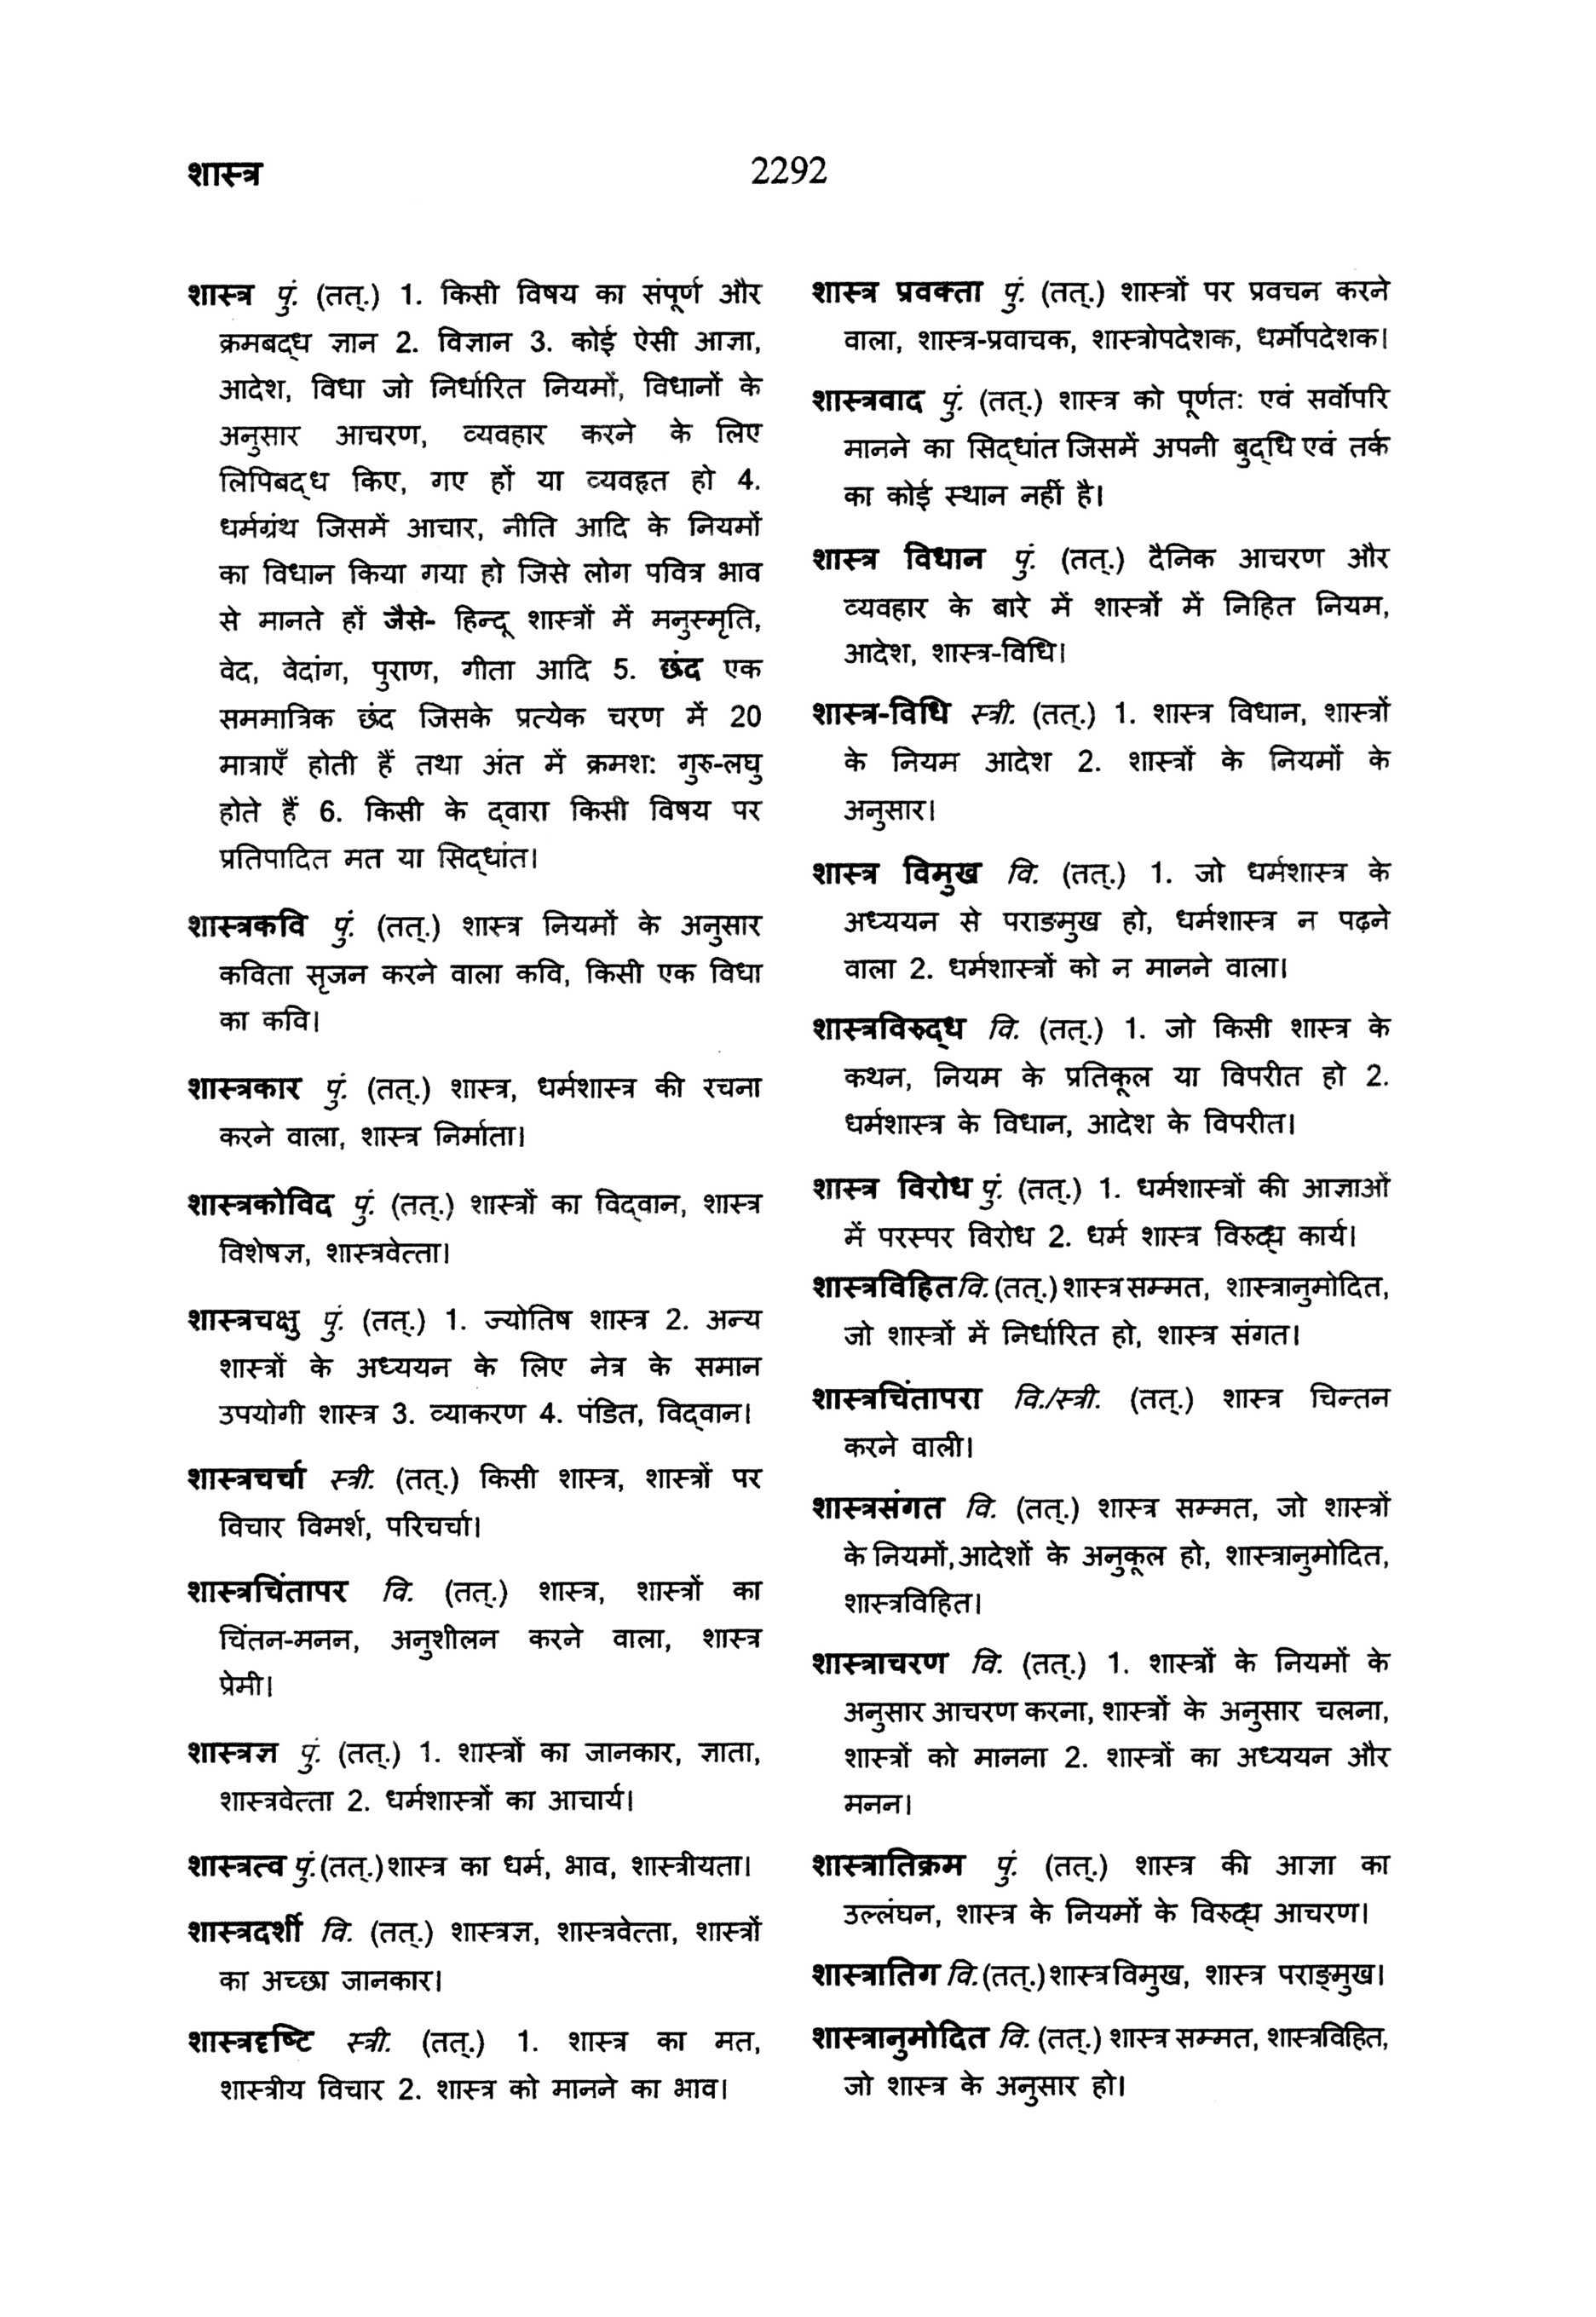 शास्त्र
2292
शास्त्र पुं. (तत्.) 1. किसी विषय का संपूर्ण और
क्रमबद्ध ज्ञान 2. विज्ञान 3. कोई ऐसी आज्ञा,
आदेश, विधा जो निर्धारित नियमों, विधानों के
अनुसार आचरण, व्यवहार करने के लिए
लिपिबद्ध किए, गए हों या व्यवहृत हो 4.
धर्मग्रंथ जिसमें आचार, नीति आदि के नियमों
का विधान किया गया हो जिसे लोग पवित्र भाव
से मानते हों जैसे- हिन्दू शास्त्रों में मनुस्मृति,
वेद, वेदांग, पुराण, गीता आदि 5. छंद एक
सममात्रिक छंद जिसके प्रत्येक चरण में 20
मात्राएँ होती हैं तथा अंत में क्रमश: गुरु-लघु
होते हैं 6. किसी के द्वारा किसी विषय पर
प्रतिपादित मत या सिद्धांत।
शास्त्रकवि पुं. (तत्.) शास्त्र नियमों के अनुसार
कविता सृजन करने वाला कवि, किसी एक विधा
का कवि।
शास्त्रकार पुं. (तत्.) शास्त्र, धर्मशास्त्र की रचना
करने वाला, शास्त्र निर्माता।
शास्त्रकोविद पुं. (तत्.) शास्त्रों का विद्वान, शास्त्र
विशेषज्ञ, शास्त्रवेत्ता।
शास्त्रचक्षु पुं. (तत्.) 1. ज्योतिष शास्त्र 2. अन्य
शास्त्रों के अध्ययन के लिए नेत्र के समान
उपयोगी शास्त्र 3. व्याकरण 4. पंडित, विद्वान।
शास्त्रचर्चा स्त्री. (तत्.) किसी शास्त्र, शास्त्रों पर
विचार विमर्श, परिचर्चा।
शास्त्रचिंतापर वि. (तत्.) शास्त्र, शास्त्रों का
चिंतन-मनन, अनुशीलन करने वाला, शास्त्र
प्रेमी।
शास्त्रज्ञ पुं. (तत्.) 1. शास्त्रों का जानकार, ज्ञाता,
शास्त्रवेत्ता 2. धर्मशास्त्रों का आचार्य।
शास्त्रत्व पुं.(तत्.)शास्त्र का धर्म, भाव, शास्त्रीयता।
शास्त्रदर्शी वि. (तत्.) शास्त्रज्ञ, शास्त्रवेत्ता, शास्त्रों
का अच्छा जानकार।
शास्त्रदृष्टि स्त्री. (तत्.) 1. शास्त्र का मत,
शास्त्रीय विचार 2. शास्त्र को मानने का भाव।
शास्त्र प्रवक्ता पुं. (तत्.) शास्त्रों पर प्रवचन करने
वाला, शास्त्र-प्रवाचक, शास्त्रोपदेशक, धर्मोपदेशक।
शास्त्रवाद पुं. (तत्.) शास्त्र को पूर्णत: एवं सर्वोपरि
मानने का सिद्धांत जिसमें अपनी बुद्धि एवं तर्क
का कोई स्थान नहीं है।
शास्त्र विधान पुं. (तत्.) दैनिक आचरण और
व्यवहार के बारे में शास्त्रों में निहित नियम,
आदेश, शास्त्र-विधि।
शास्त्र-विधि स्त्री. (तत्.) 1. शास्त्र विधान, शास्त्रों
के नियम आदेश 2. शास्त्रों के नियमों के
अनुसार।
शास्त्र विमुख वि. (तत्.) 1. जो धर्मशास्त्र के
अध्ययन से पराङमुख हो, धर्मशास्त्र न पढ़ने
वाला 2. धर्मशास्त्रों को न मानने वाला।
शास्त्रविरुद्ध वि. (तत्.) 1. जो किसी शास्त्र के
कथन, नियम के प्रतिकूल या विपरीत हो 2.
धर्मशास्त्र के विधान, आदेश के विपरीत।
शास्त्र विरोध पुं. (तत्.) 1. धर्मशास्त्रों की आज्ञाओं
में परस्पर विरोध 2. धर्म शास्त्र विरुद्ध कार्य।
शास्त्रविहित वि. (तत्.) शास्त्र सम्मत, शास्त्रानुमोदित,
जो शास्त्रों में निर्धारित हो, शास्त्र संगत।
शास्त्रचिंतापरा वि./स्त्री. (तत्.) शास्त्र चिन्तन
करने वाली।
शास्त्रसंगत वि. (तत्.) शास्त्र सम्मत, जो शास्त्रों
के नियमों,आदेशों के अनुकूल हो, शास्त्रानुमोदित,
शास्त्रविहित।
शास्त्राचरण वि. (तत्.) 1. शास्त्रों के नियमों के
अनुसार आचरण करना, शास्त्रों के अनुसार चलना,
शास्त्रों को मानना 2. शास्त्रों का अध्ययन और
मनन।
शास्त्रातिक्रम पुं. (तत्.) शास्त्र की आज्ञा का
उल्लंघन, शास्त्र के नियमों के विरुद्ध आचरण।
शास्त्रातिग वि.(तत्.)शास्त्रविमुख, शास्त्र पराङ्मुख।
शास्त्रानुमोदित वि. (तत्.) शास्त्र सम्मत, शास्त्रविहित,
जो शास्त्र के अनुसार हो।